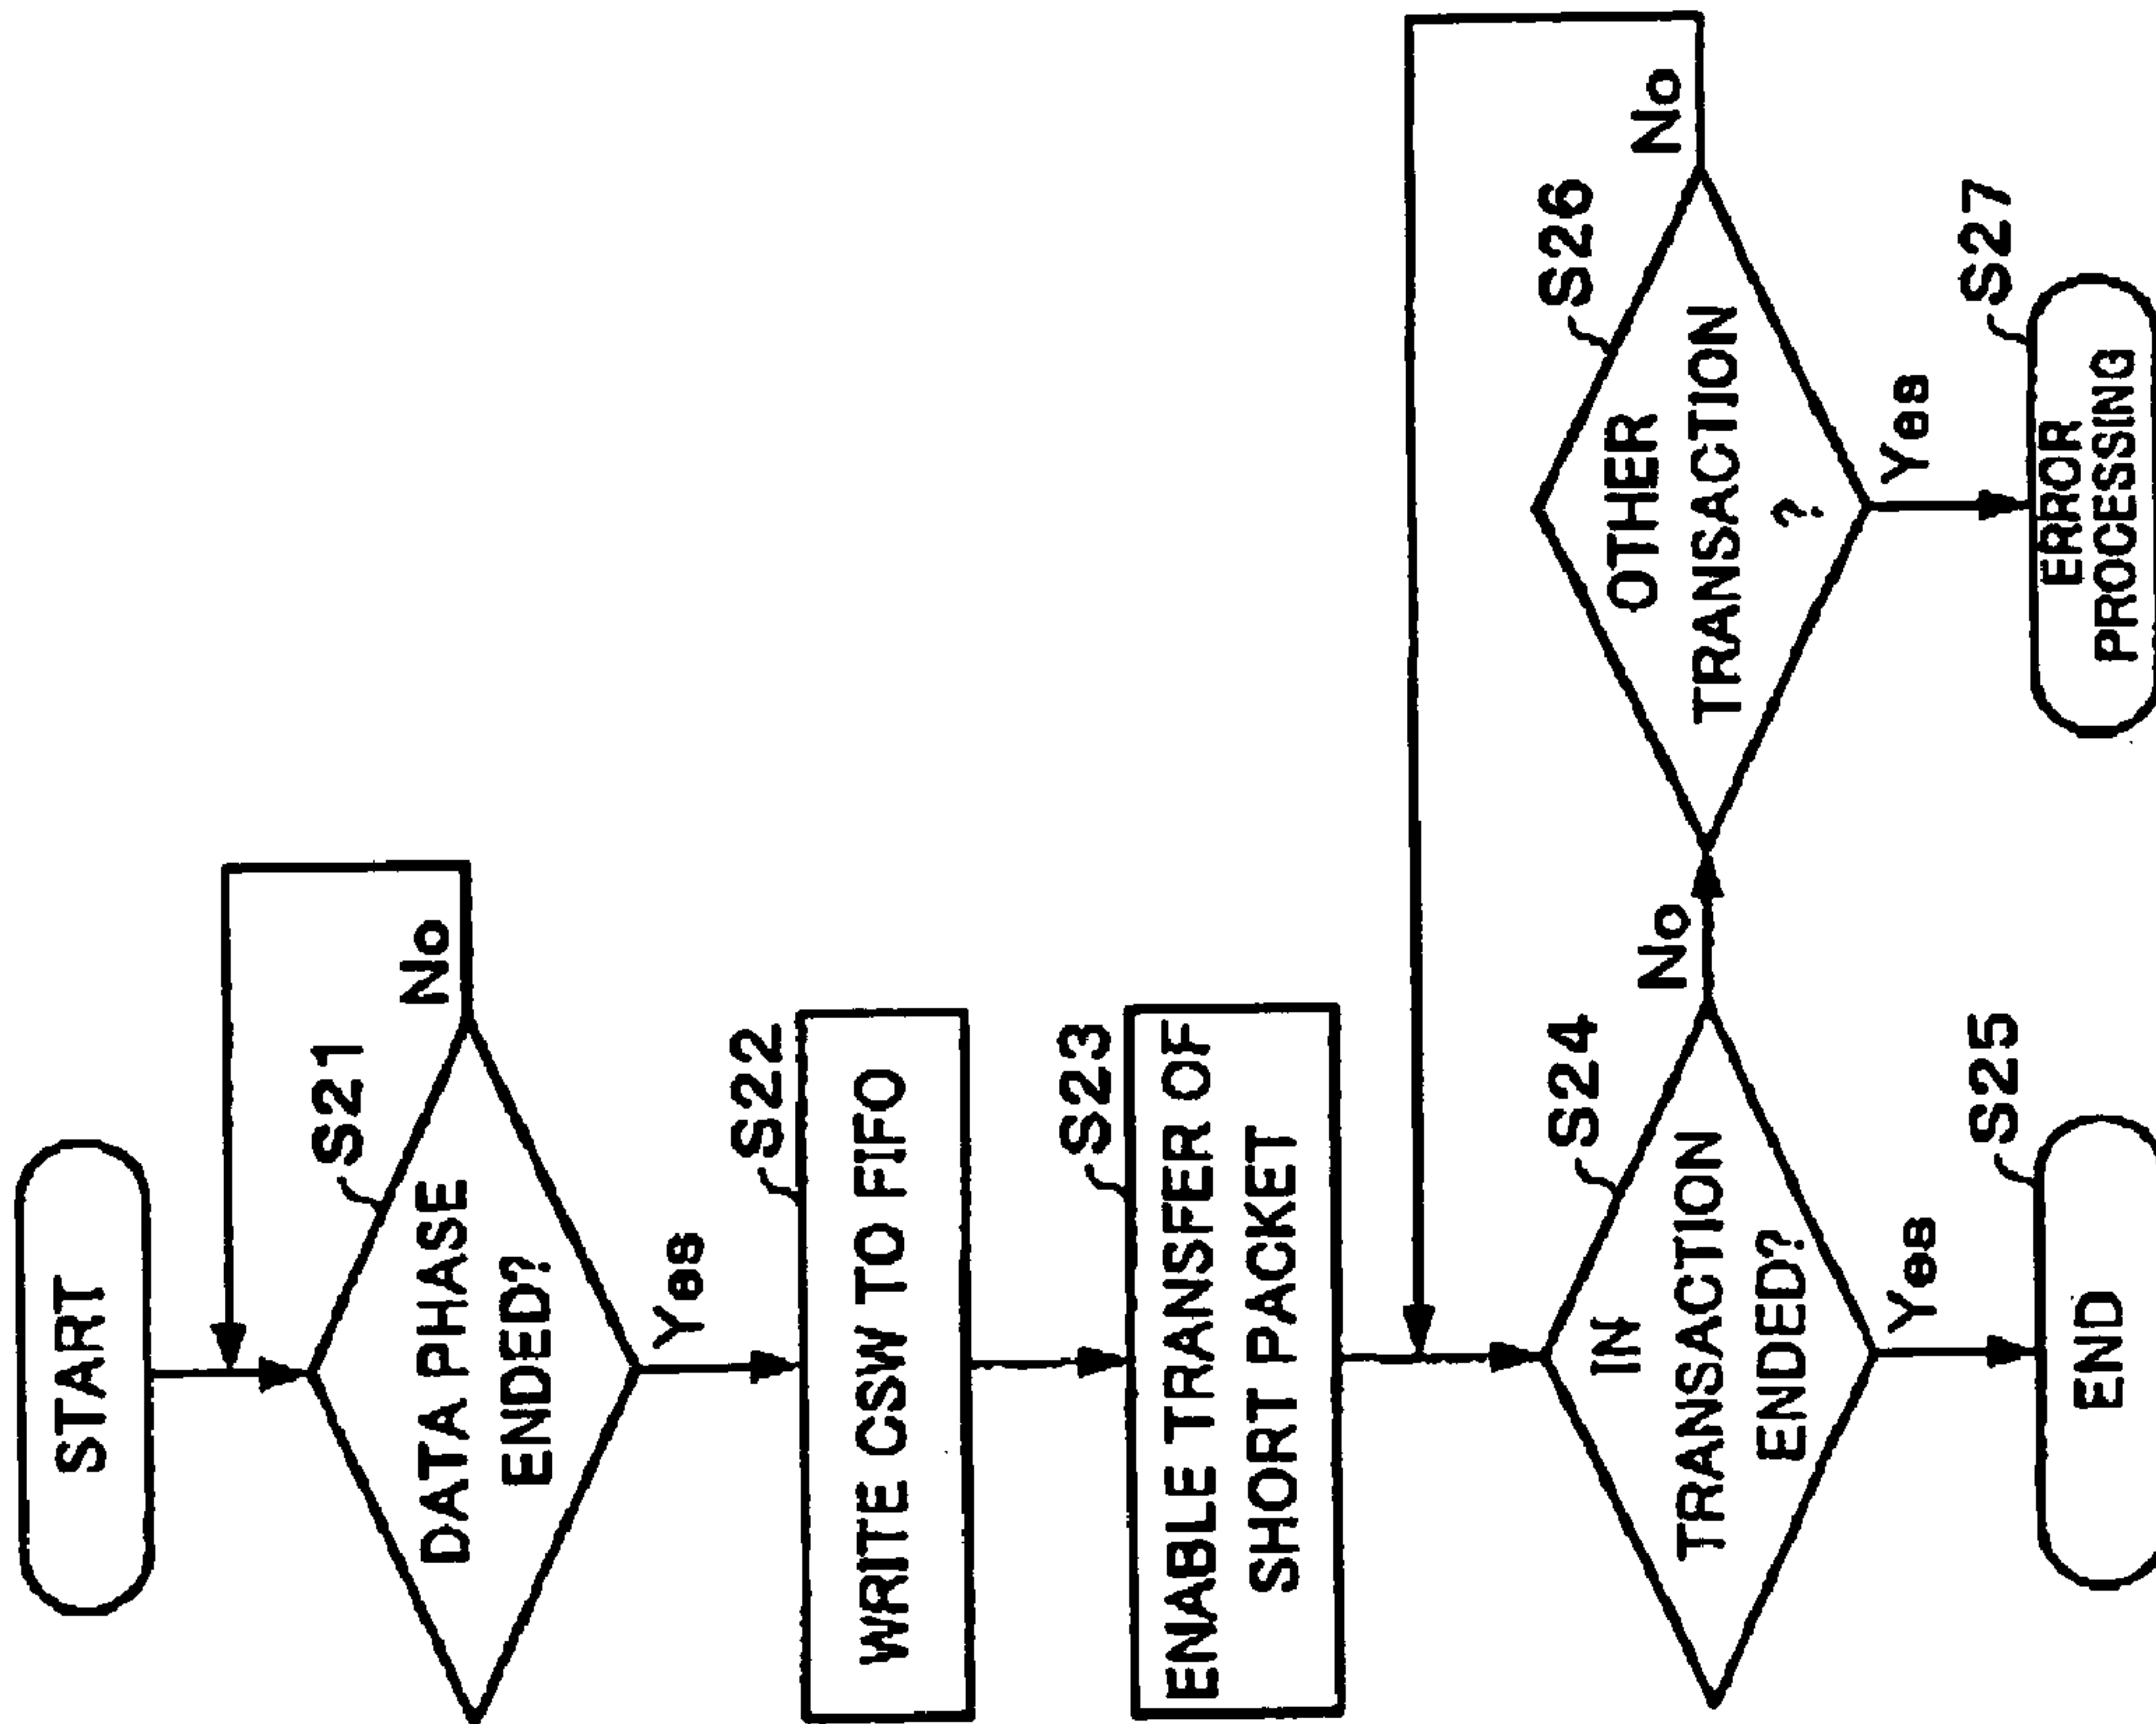 START
S21
DATA PHASE
ENDED?
No
Yes
S22
WRITE CSW TO FIFO
S23
ENABLE TRANSFER OF
SHORT PACKET
S24
IN
TRANSACTION
ENDED?
No
Yes
S26
OTHER
TRANSACTION
?
No
Yes
S25
END
S27
ERROR
PROCESSING